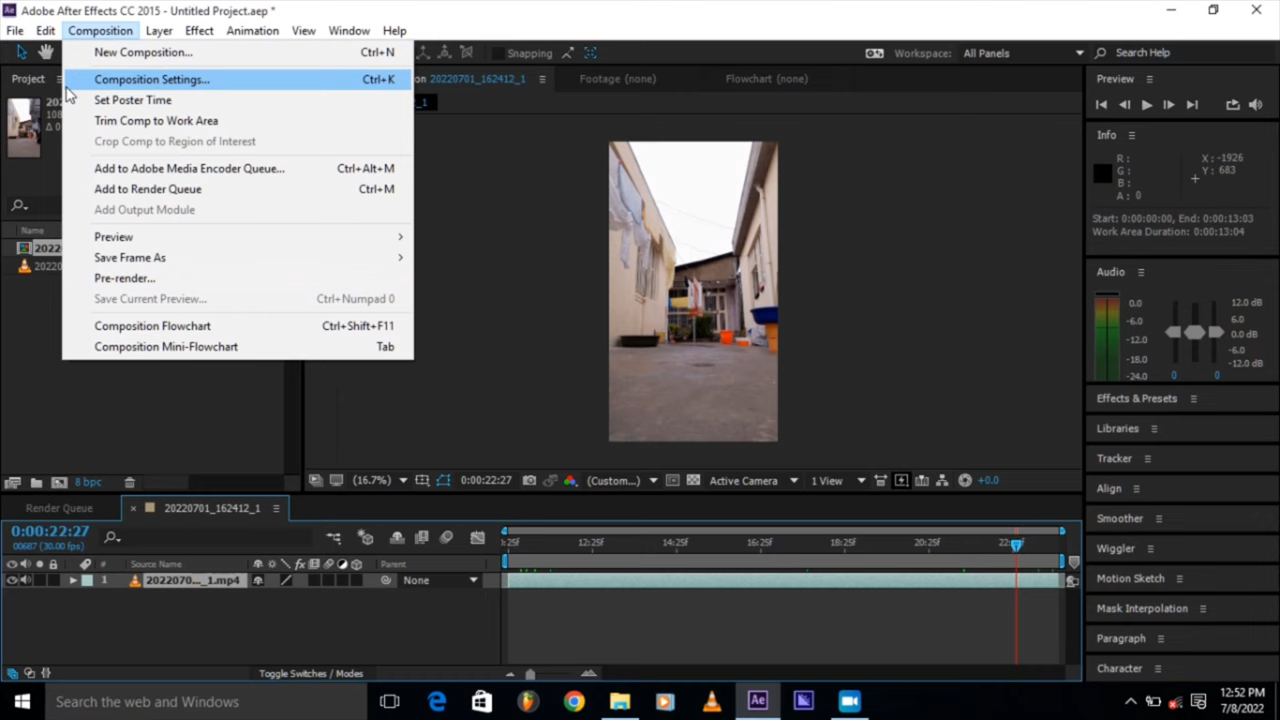 Adobe After Effects CC 2015 - Untitled Project.aep *
File Edit Composition Layer Effect Animation View Window Help
New Composition... Ctrl+N
Composition Settings... Ctrl+K
Set Poster Time
Trim Comp to Work Area
Crop Comp to Region of Interest
Add to Adobe Media Encoder Queue... Ctrl+Alt+M
Add to Render Queue Ctrl+M
Add Output Module
Preview
Save Frame As
Pre-render...
Save Current Preview... Ctrl+Numpad 0
Composition Flowchart Ctrl+Shift+F11
Composition Mini-Flowchart Tab
Snapping
Workspace: All Panels
Search Help
Project
20220701_162412_1
Footage (none)
Flowchart (none)
_1
Name
2022
2022
8 bpc
(16.7%) 0:00:22:27 (Custom...) Active Camera 1 View +0.0
Preview
Info
R: X: -1926
G: Y: 683
B:
A: 0
Start: 0:00:00:00, End: 0:00:13:03
Work Area Duration: 0:00:13:04
Audio
0.0 12.0 dB
-6.0 6.0
-12.0 0.0 dB
-18.0 -6.0
-24.0 -12.0 dB
0 0
Effects & Presets
Libraries
Tracker
Align
Smoother
Wiggler
Motion Sketch
Mask Interpolation
Paragraph
Character
Render Queue
20220701_162412_1
0:00:22:27
00687 (30.00 fps)
:25f 12:25f 14:25f 16:25f 18:25f 20:25f 22:
# Source Name fx Parent
1 2022070..._1.mp4 None
Toggle Switches / Modes
Search the web and Windows
Ae
12:52 PM
7/8/2022